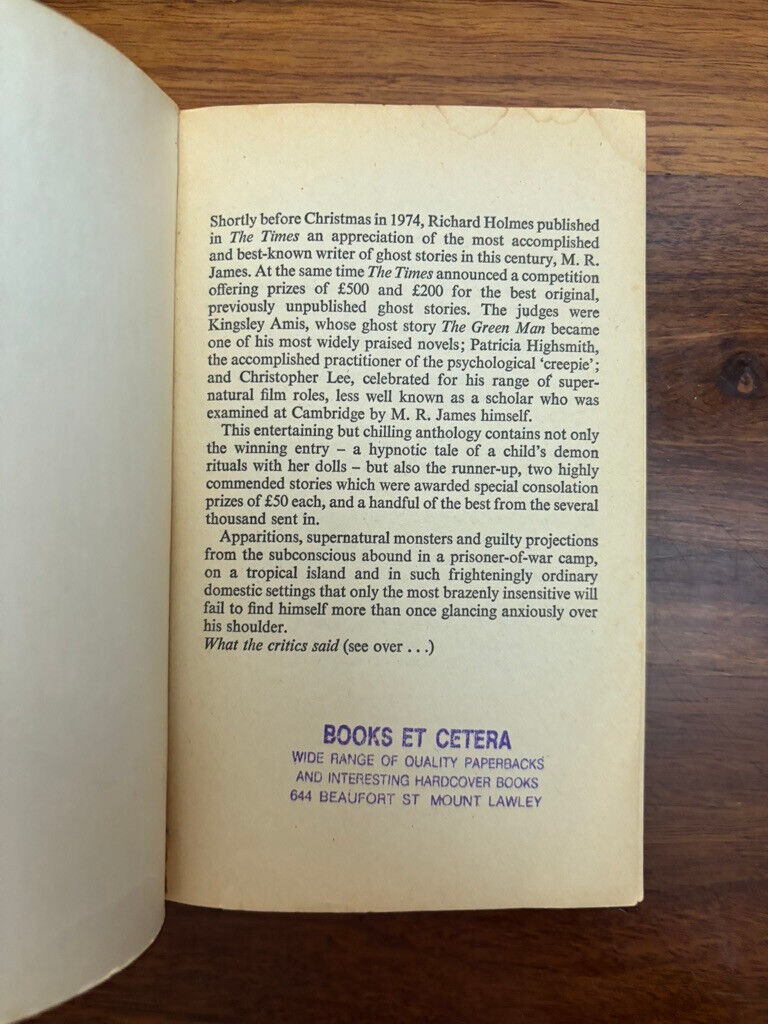 Shortly before Christmas in 1974, Richard Holmes published
in The Times an appreciation of the most accomplished
and best-known writer of ghost stories in this century, M. R.
James. At the same time The Times announced a competition
offering prizes of £500 and £200 for the best original,
previously unpublished ghost stories. The judges were
Kingsley Amis, whose ghost story The Green Man became
one of his most widely praised novels; Patricia Highsmith,
the accomplished practitioner of the psychological ‘creepie’;
and Christopher Lee, celebrated for his range of super-
natural film roles, less well known as a scholar who was
examined at Cambridge by M. R. James himself.
This entertaining but chilling anthology contains not only
the winning entry – a hypnotic tale of a child's demon
rituals with her dolls – but also the runner-up, two highly
commended stories which were awarded special consolation
prizes of £50 each, and a handful of the best from the several
thousand sent in.
Apparitions, supernatural monsters and guilty projections
from the subconscious abound in a prisoner-of-war camp,
on a tropical island and in such frighteningly ordinary
domestic settings that only the most brazenly insensitive will
fail to find himself more than once glancing anxiously over
his shoulder.
What the critics said (see over . . .)
BOOKS ET CETERA
WIDE RANGE OF QUALITY PAPERBACKS
AND INTERESTING HARDCOVER BOOKS
644 BEAUFORT ST MOUNT LAWLEY